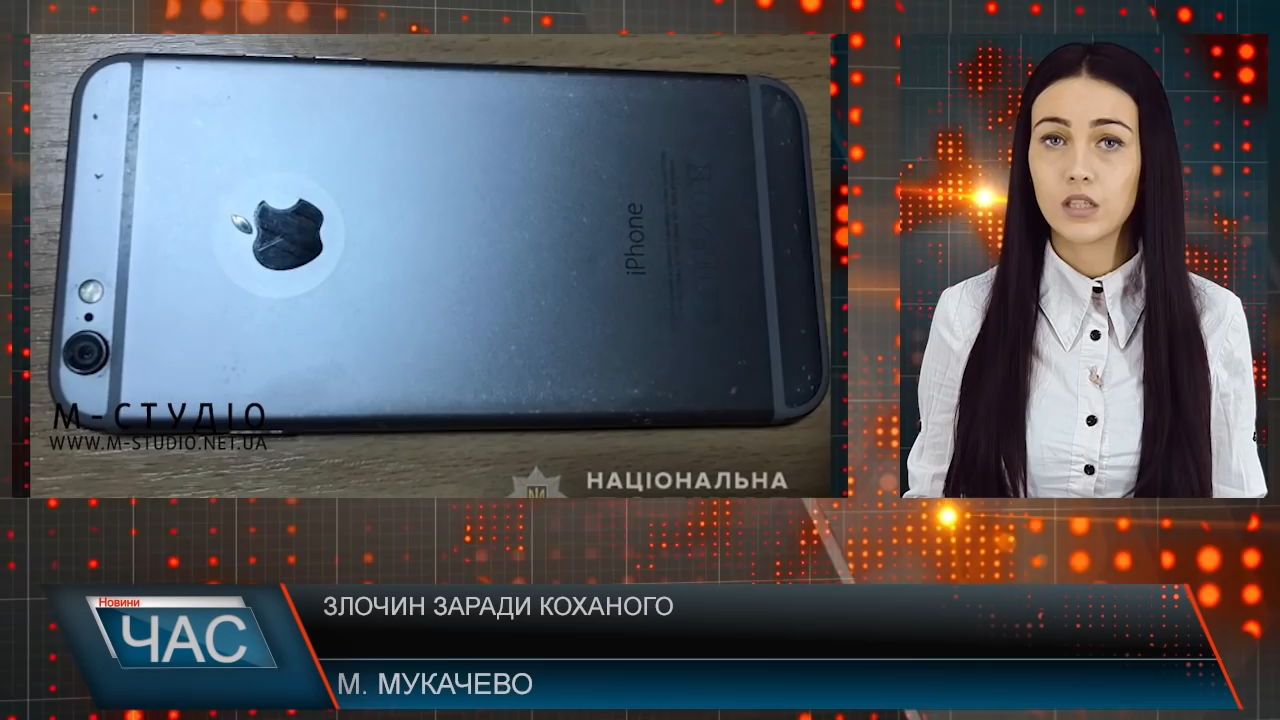 iPhone
М-СТУДІО
WWW.M-STUDIO.NET.UA
НАЦІОНАЛЬНА
Новини
ЧАС
ЗЛОЧИН ЗАРАДИ КОХАНОГО
М. МУКАЧЕВО